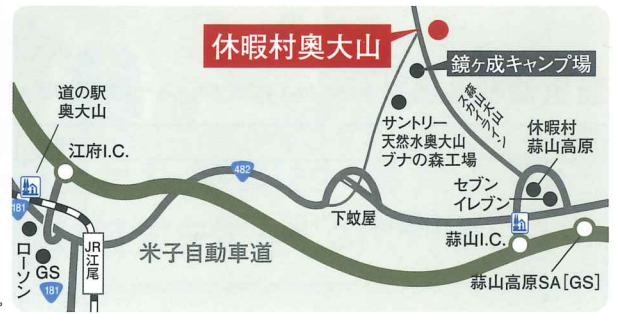 休暇村奥大山
鏡ヶ成キャンプ場
道の駅
奥大山
江府I.C.
サントリー
天然水奥大山
ブナの森工場
蒜山大山
スカイライン
休暇村
蒜山高原
482
セブン
イレブン
下蚊屋
181
JR
江尾
米子自動車道
蒜山I.C.
ローソン
GS
181
蒜山高原SA[GS]